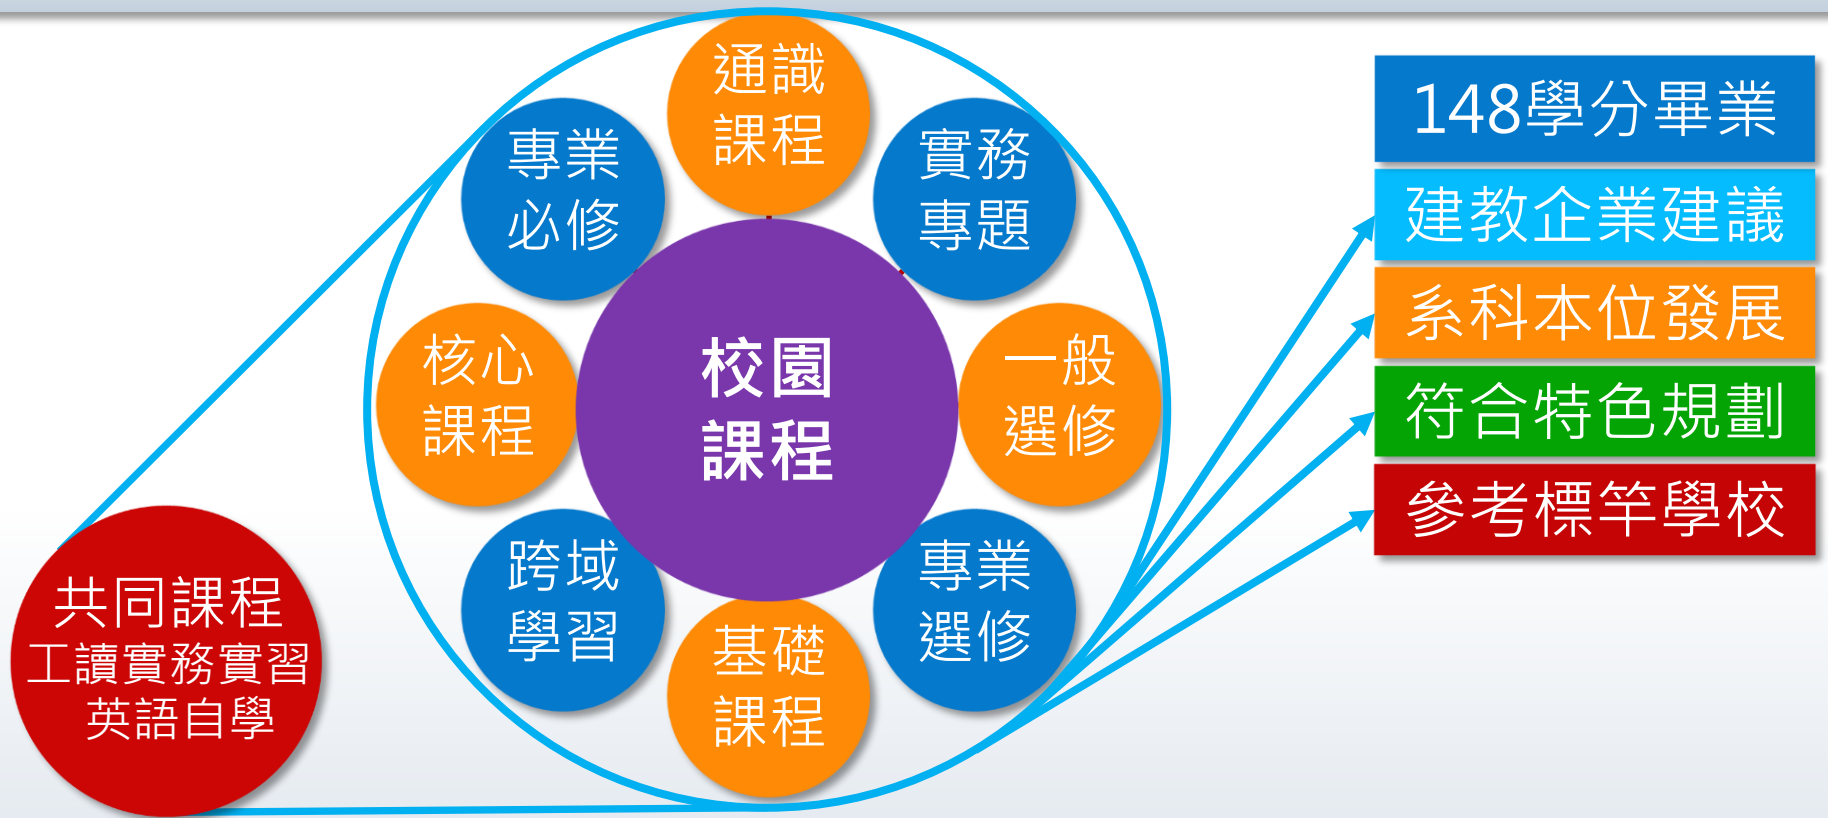 通識
課程
專業
必修
實務
專題
核心
課程
校園
課程
一般
選修
跨域
學習
專業
選修
基礎
課程
共同課程
工讀實務實習
英語自學
148學分畢業
建教企業建議
系科本位發展
符合特色規劃
參考標竿學校